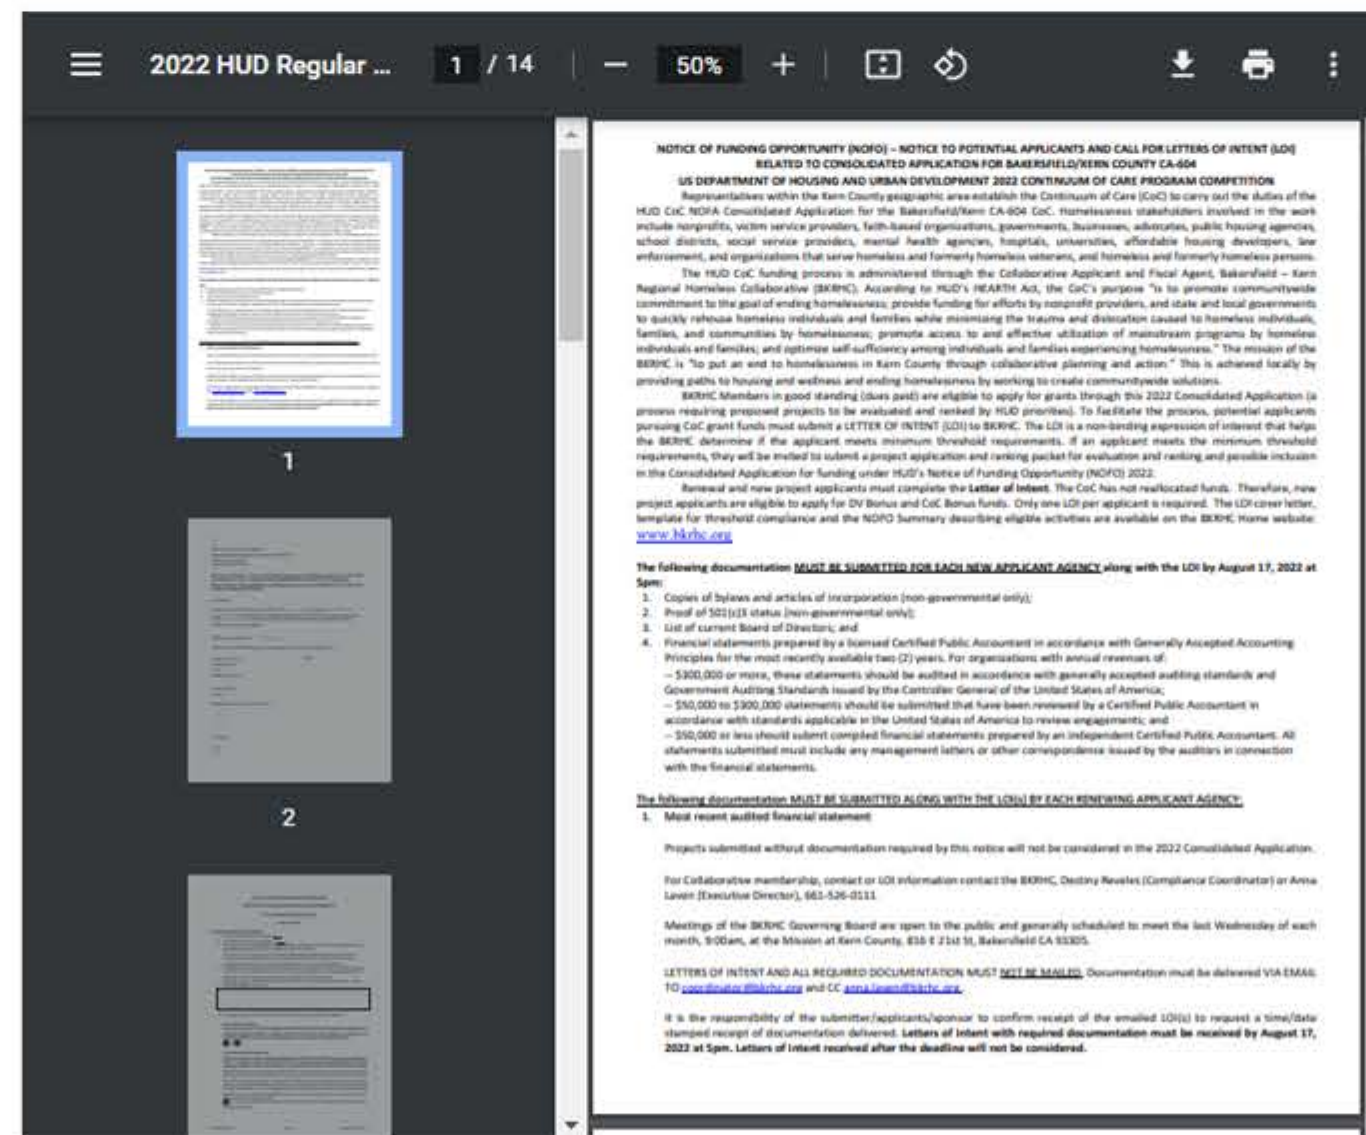 2022 HUD Regular ...
1 / 14
50%
NOTICE OF FUNDING OPPORTUNITY (NOFO) – NOTICE TO POTENTIAL APPLICANTS AND CALL FOR LETTERS OF INTENT (LOI)
RELATED TO CONSOLIDATED APPLICATION FOR BAKERSFIELD/KERN COUNTY CA-604
US DEPARTMENT OF HOUSING AND URBAN DEVELOPMENT 2022 CONTINUUM OF CARE PROGRAM COMPETITION
Representatives within the Kern County geographic area establish the Continuum of Care (CoC) to carry out the duties of the
HUD CoC NOFA Consolidated Application for the Bakersfield/Kern CA-604 CoC. Homelessness stakeholders involved in the work
include nonprofits, victim service providers, faith-based organizations, governments, businesses, advocates, public housing agencies,
school districts, social service providers, mental health agencies, hospitals, universities, affordable housing developers, law
enforcement, and organizations that serve homeless and formerly homeless veterans, and homeless and formerly homeless persons.
The HUD CoC funding process is administered through the Collaborative Applicant and Fiscal Agent, Bakersfield – Kern
Regional Homeless Collaborative (BKRHC). According to HUD's HEARTH Act, the CoC's purpose "is to promote communitywide
commitment to the goal of ending homelessness; provide funding for efforts by nonprofit providers, and state and local governments
to quickly rehouse homeless individuals and families while minimizing the trauma and dislocation caused to homeless individuals,
families, and communities by homelessness; promote access to and effective utilization of mainstream programs by homeless
individuals and families; and optimize self-sufficiency among individuals and families experiencing homelessness." The mission of the
BKRHC is "to put an end to homelessness in Kern County through collaborative planning and action." This is achieved locally by
providing paths to housing and wellness and ending homelessness by working to create communitywide solutions.
BKRHC Members in good standing (dues paid) are eligible to apply for grants through this 2022 Consolidated Application (a
process requiring proposed projects to be evaluated and ranked by HUD priorities). To facilitate the process, potential applicants
pursuing CoC grant funds must submit a LETTER OF INTENT (LOI) to BKRHC. The LOI is a non-binding expression of interest that helps
the BKRHC determine if the applicant meets minimum threshold requirements. If an applicant meets the minimum threshold
requirements, they will be invited to submit a project application and ranking packet for evaluation and ranking and possible inclusion
in the Consolidated Application for funding under HUD's Notice of Funding Opportunity (NOFO) 2022.
Renewal and new project applicants must complete the Letter of Intent. The CoC has not reallocated funds. Therefore, new
project applicants are eligible to apply for DV Bonus and CoC Bonus funds. Only one LOI per applicant is required. The LOI cover letter,
template for threshold compliance and the NOFO Summary describing eligible activities are available on the BKRHC Home website:
www.bkrhc.org
The following documentation MUST BE SUBMITTED FOR EACH NEW APPLICANT AGENCY along with the LOI by August 17, 2022 at
5pm:
1. Copies of bylaws and articles of incorporation (non-governmental only);
2. Proof of 501(c)3 status (non-governmental only);
3. List of current Board of Directors; and
4. Financial statements prepared by a licensed Certified Public Accountant in accordance with Generally Accepted Accounting
Principles for the most recently available two (2) years. For organizations with annual revenues of:
-- $300,000 or more, these statements should be audited in accordance with generally accepted auditing standards and
Government Auditing Standards issued by the Controller General of the United States of America;
-- $50,000 to $300,000 statements should be submitted that have been reviewed by a Certified Public Accountant in
accordance with standards applicable in the United States of America to review engagements; and
-- $50,000 or less should submit compiled financial statements prepared by an independent Certified Public Accountant. All
statements submitted must include any management letters or other correspondence issued by the auditors in connection
with the financial statements.
The following documentation MUST BE SUBMITTED ALONG WITH THE LOI(s) BY EACH RENEWING APPLICANT AGENCY:
1. Most recent audited financial statement
Projects submitted without documentation required by this notice will not be considered in the 2022 Consolidated Application.
For Collaborative membership, contact or LOI information contact the BKRHC, Destiny Reveles (Compliance Coordinator) or Anna
Laven (Executive Director), 661-526-0111
Meetings of the BKRHC Governing Board are open to the public and generally scheduled to meet the last Wednesday of each
month, 9:00am, at the Mission at Kern County, 816 E 21st St, Bakersfield CA 93305.
LETTERS OF INTENT AND ALL REQUIRED DOCUMENTATION MUST NOT BE MAILED. Documentation must be delivered VIA EMAIL
TO coordinator@bkrhc.org and CC anna.laven@bkrhc.org.
It is the responsibility of the submitter/applicants/sponsor to confirm receipt of the emailed LOI(s) to request a time/date
stamped receipt of documentation delivered. Letters of Intent with required documentation must be received by August 17,
2022 at 5pm. Letters of Intent received after the deadline will not be considered.
1
2